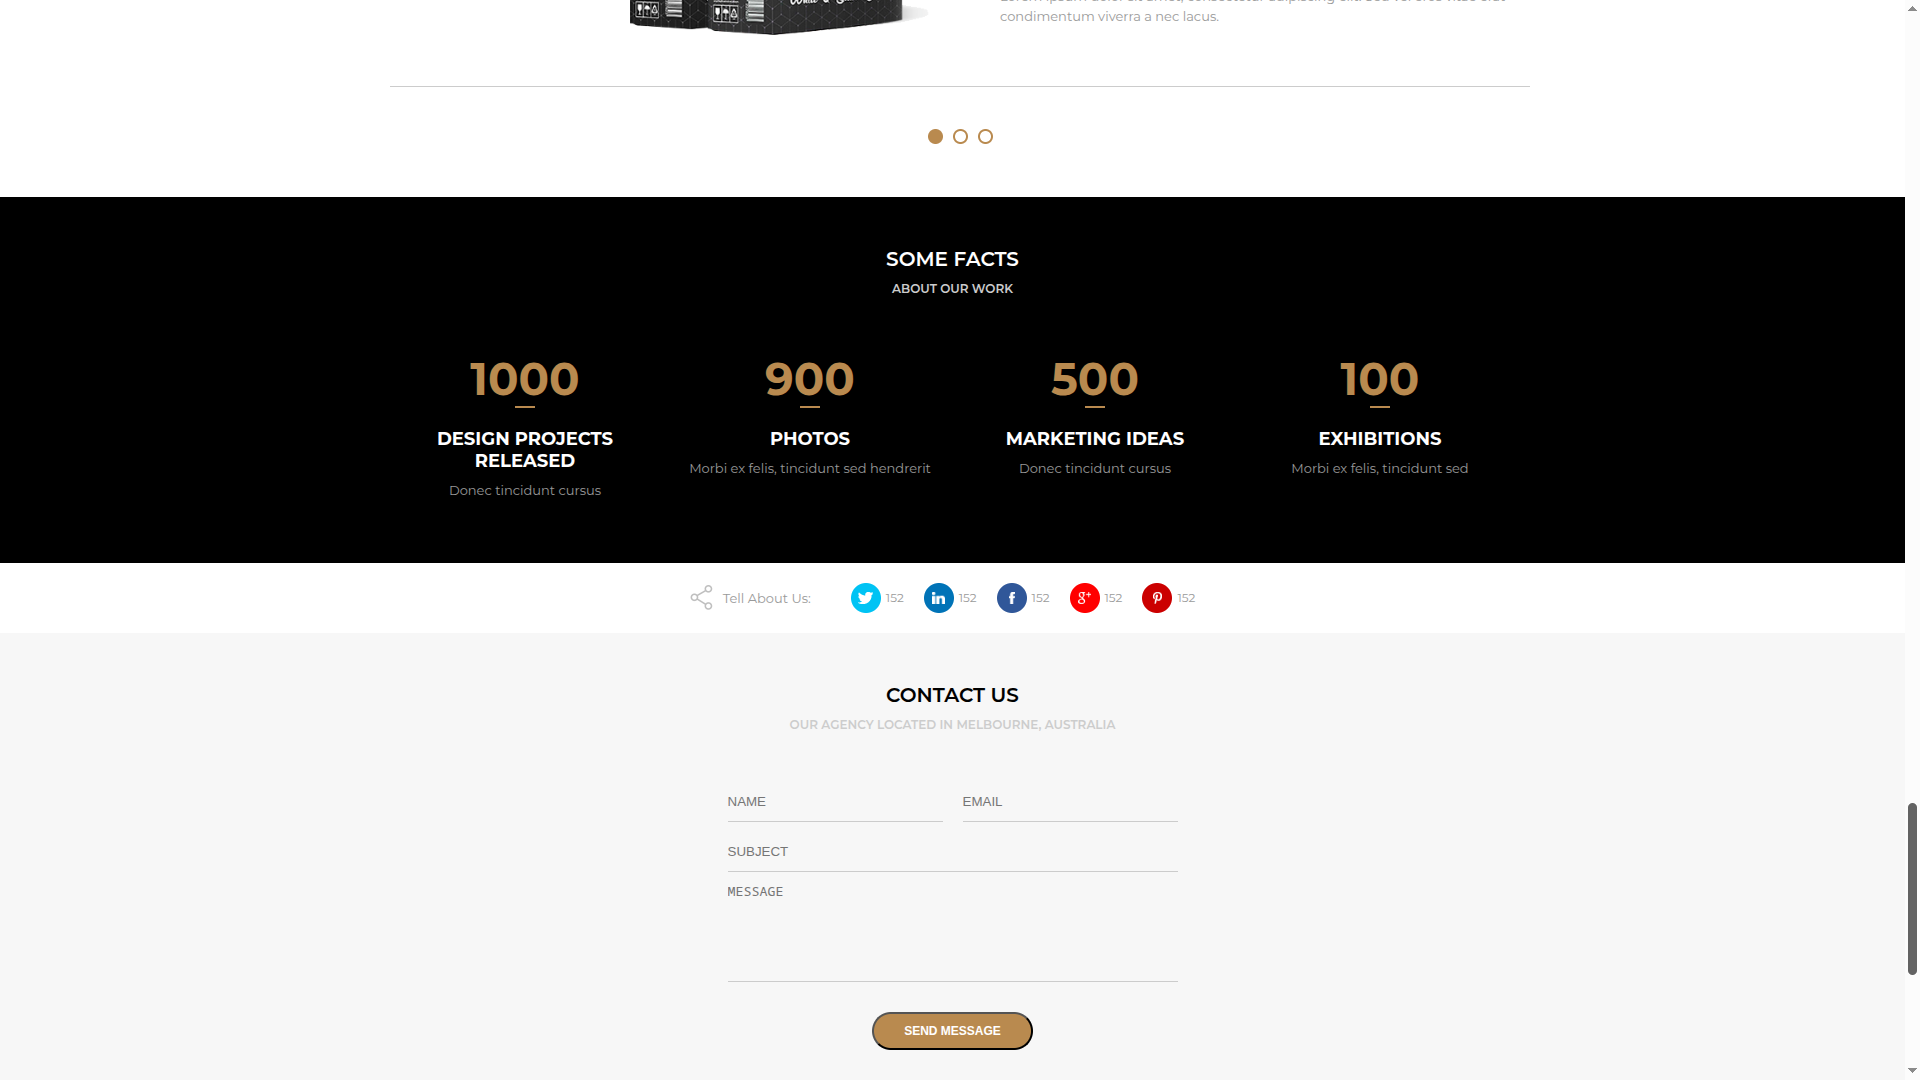 condimentum viverra a nec lacus.
SOME FACTS
ABOUT OUR WORK
1000
DESIGN PROJECTS
RELEASED
Donec tincidunt cursus
900
PHOTOS
Morbi ex felis, tincidunt sed hendrerit
500
MARKETING IDEAS
Donec tincidunt cursus
100
EXHIBITIONS
Morbi ex felis, tincidunt sed
Tell About Us:
152
152
152
152
152
CONTACT US
OUR AGENCY LOCATED IN MELBOURNE, AUSTRALIA
NAME
EMAIL
SUBJECT
MESSAGE
SEND MESSAGE